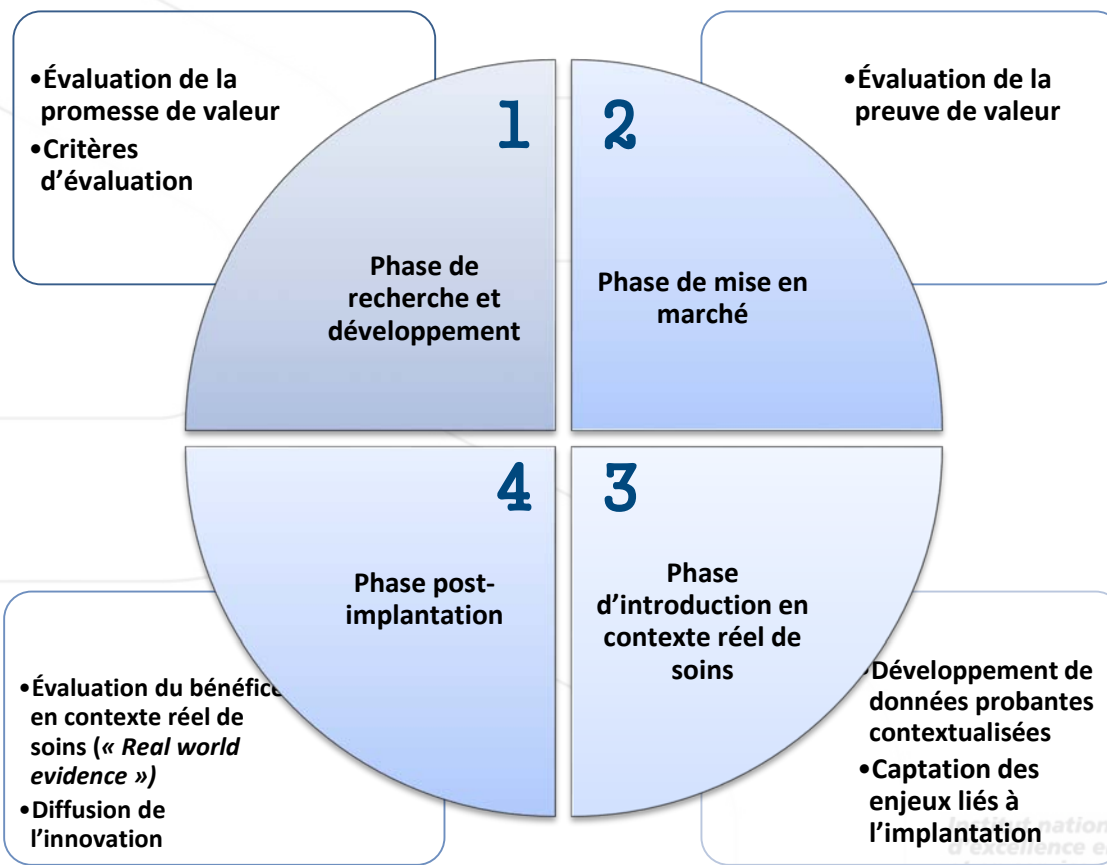 •Évaluation de la
promesse de valeur
•Critères
d'évaluation
1
Phase de
recherche et
développement
2
Phase de mise en
marché
•Évaluation de la
preuve de valeur
4
Phase post-
implantation
•Évaluation du bénéfice
en contexte réel de
soins (« Real world
evidence »)
•Diffusion de
l'innovation
3
Phase
d'introduction en
contexte réel de
soins
•Développement de
données probantes
contextualisées
•Captation des
enjeux liés à
l'implantation
Institut nation
d'excellence e